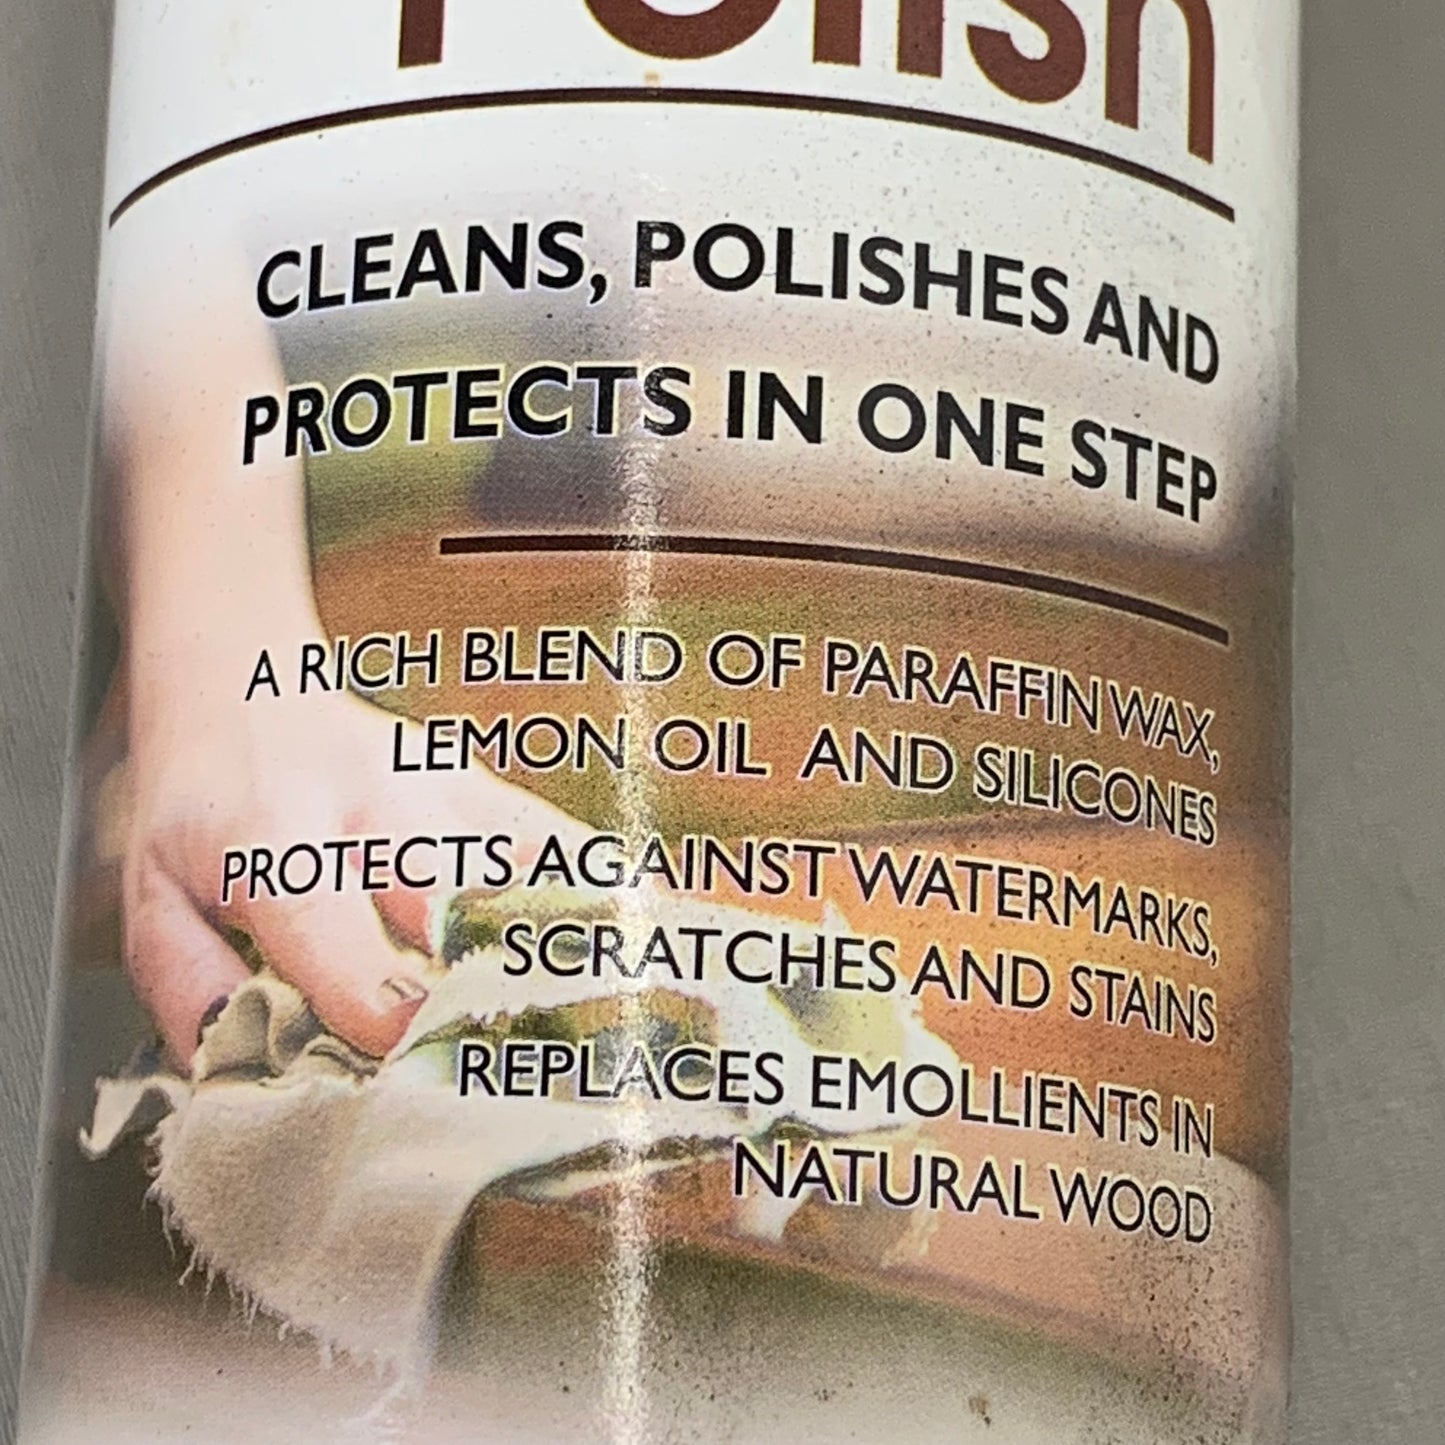 Polish
CLEANS, POLISHES AND
PROTECTS IN ONE STEP
A RICH BLEND OF PARAFFIN WAX,
LEMON OIL AND SILICONES
PROTECTS AGAINST WATERMARKS,
SCRATCHES AND STAINS
REPLACES EMOLLIENTS IN
NATURAL WOOD